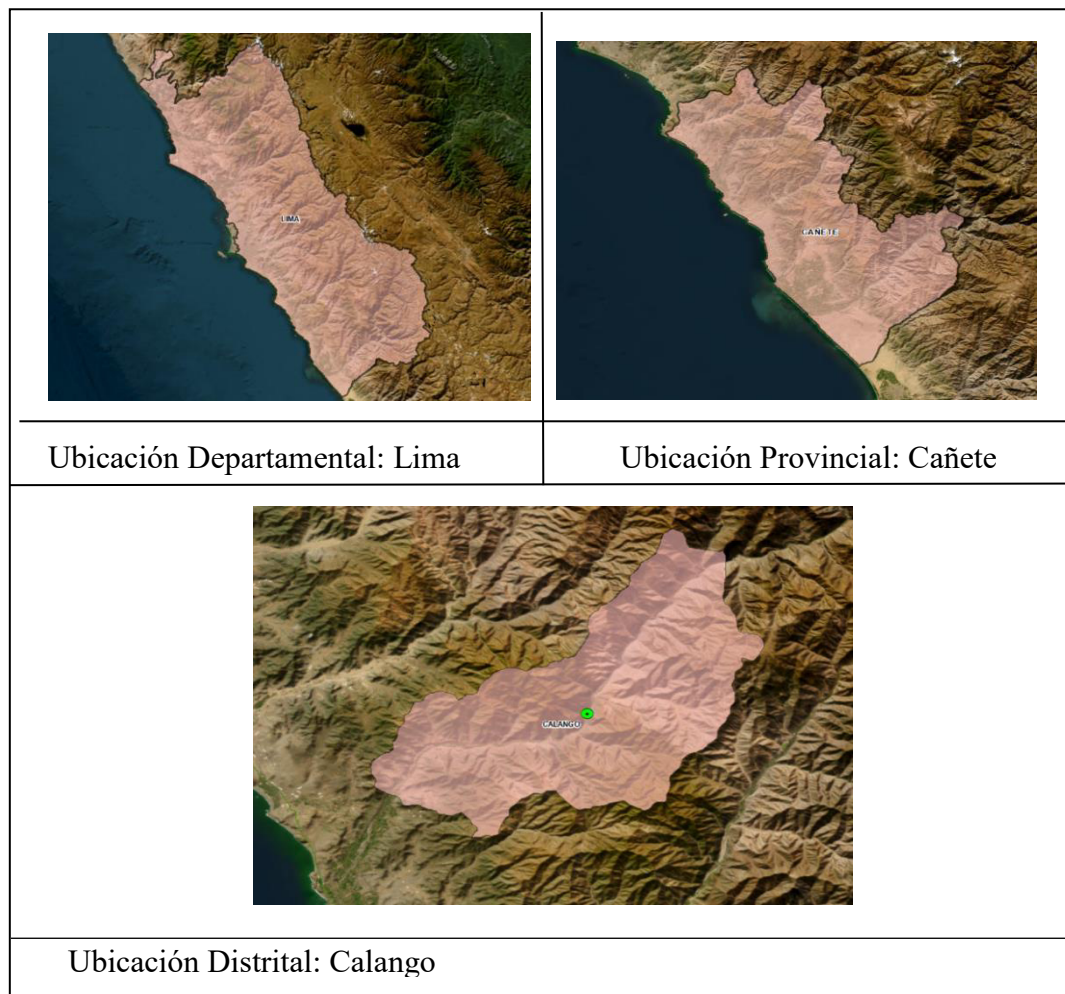 LIMA
CAÑETE
Ubicación Departamental: Lima
Ubicación Provincial: Cañete
CALANGO
Ubicación Distrital: Calango